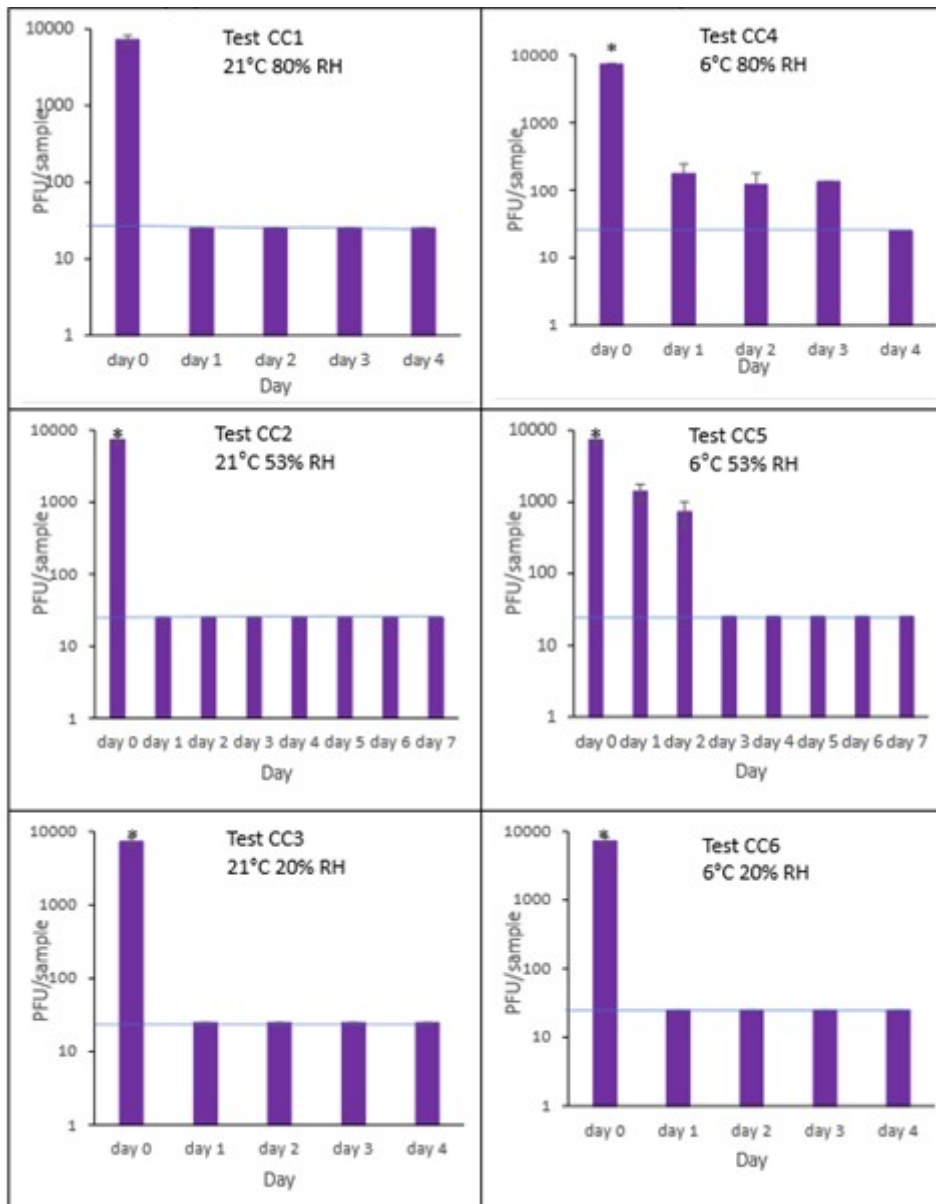 Test CC1
21°C 80% RH
PFU/sample
10000
1000
100
10
1
day 0 day 1 day 2 day 3 day 4
Day
Test CC4
6°C 80% RH
*
PFU/sample
10000
1000
100
10
1
day 0 day 1 day 2 day 3 day 4
Day
Test CC2
21°C 53% RH
*
PFU/sample
10000
1000
100
10
1
day 0 day 1 day 2 day 3 day 4 day 5 day 6 day 7
Day
Test CC5
6°C 53% RH
*
PFU/sample
10000
1000
100
10
1
day 0 day 1 day 2 day 3 day 4 day 5 day 6 day 7
Day
Test CC3
21°C 20% RH
*
PFU/sample
10000
1000
100
10
1
day 0 day 1 day 2 day 3 day 4
Day
Test CC6
6°C 20% RH
*
PFU/sample
10000
1000
100
10
1
day 0 day 1 day 2 day 3 day 4
Day